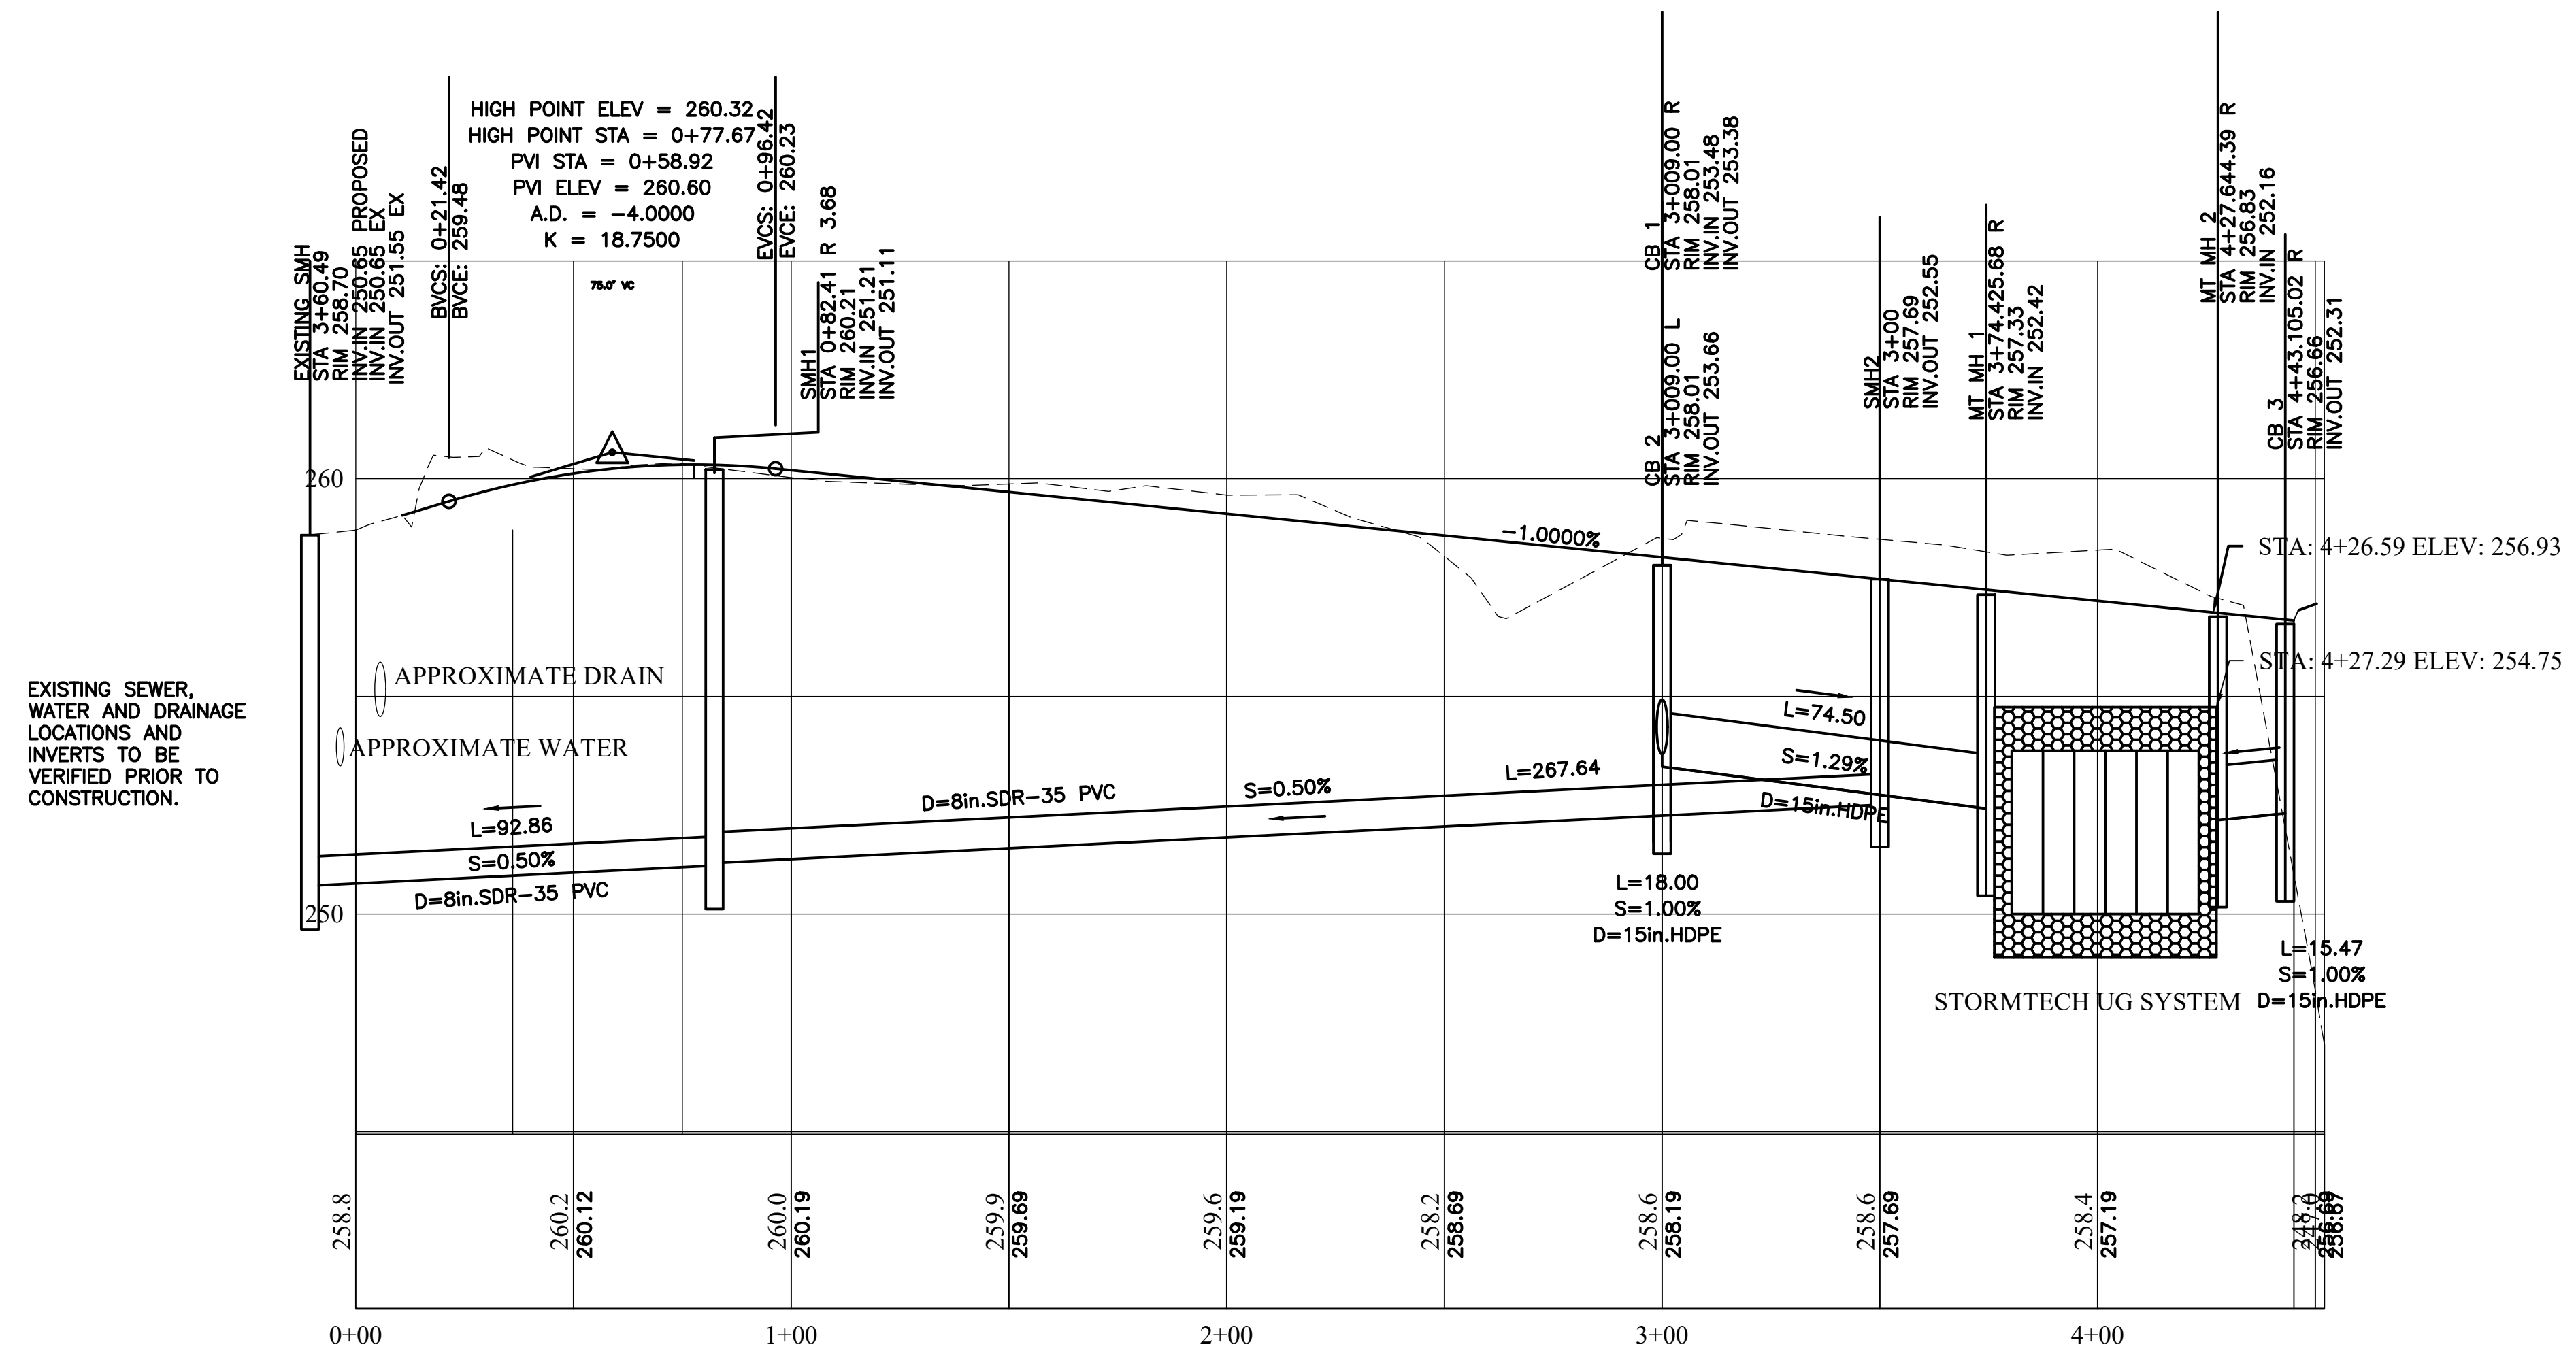 HIGH POINT ELEV = 260.32
HIGH POINT STA = 0+77.67
PVI STA = 0+58.92
PVI ELEV = 260.60
A.D. = -4.0000
K = 18.7500
75.0' VC
EXISTING SMH
STA 3+60.49
RIM 258.70
INV.IN 250.65 PROPOSED
INV.IN 250.65 EX
INV.OUT 251.55 EX
BVCS: 0+21.42
BVCE: 259.48
EVCS: 0+96.42
EVCE: 260.23
SMH1
STA 0+82.41 R 3.68
RIM 260.21
INV.IN 251.21
INV.OUT 251.11
CB 1
STA 3+009.00 R
RIM 258.01
INV.IN 253.48
INV.OUT 253.38
CB 2
STA 3+009.00 L
RIM 258.01
INV.OUT 253.66
SMH2
STA 3+00
RIM 257.69
INV.OUT 252.55
MT MH 1
STA 3+74.425.68 R
RIM 257.33
INV.IN 252.42
MT MH 2
STA 4+27.644.39 R
RIM 256.83
INV.IN 252.16
CB 3
STA 4+43.105.02 R
RIM 256.66
INV.OUT 252.31
260
-1.0000%
STA: 4+26.59 ELEV: 256.93
STA: 4+27.29 ELEV: 254.75
APPROXIMATE DRAIN
APPROXIMATE WATER
EXISTING SEWER,
WATER AND DRAINAGE
LOCATIONS AND
INVERTS TO BE
VERIFIED PRIOR TO
CONSTRUCTION.
L=92.86
S=0.50%
D=8in.SDR-35 PVC
D=8in.SDR-35 PVC
S=0.50%
L=267.64
L=74.50
S=1.29%
D=15in.HDPE
L=18.00
S=1.00%
D=15in.HDPE
250
L=15.47
S=1.00%
D=15in.HDPE
STORMTECH UG SYSTEM
258.8
260.2
260.12
260.0
260.19
259.9
259.69
259.6
259.19
258.2
258.69
258.6
258.19
258.6
257.69
258.4
257.19
248.2
256.69
256.67
0+00
1+00
2+00
3+00
4+00